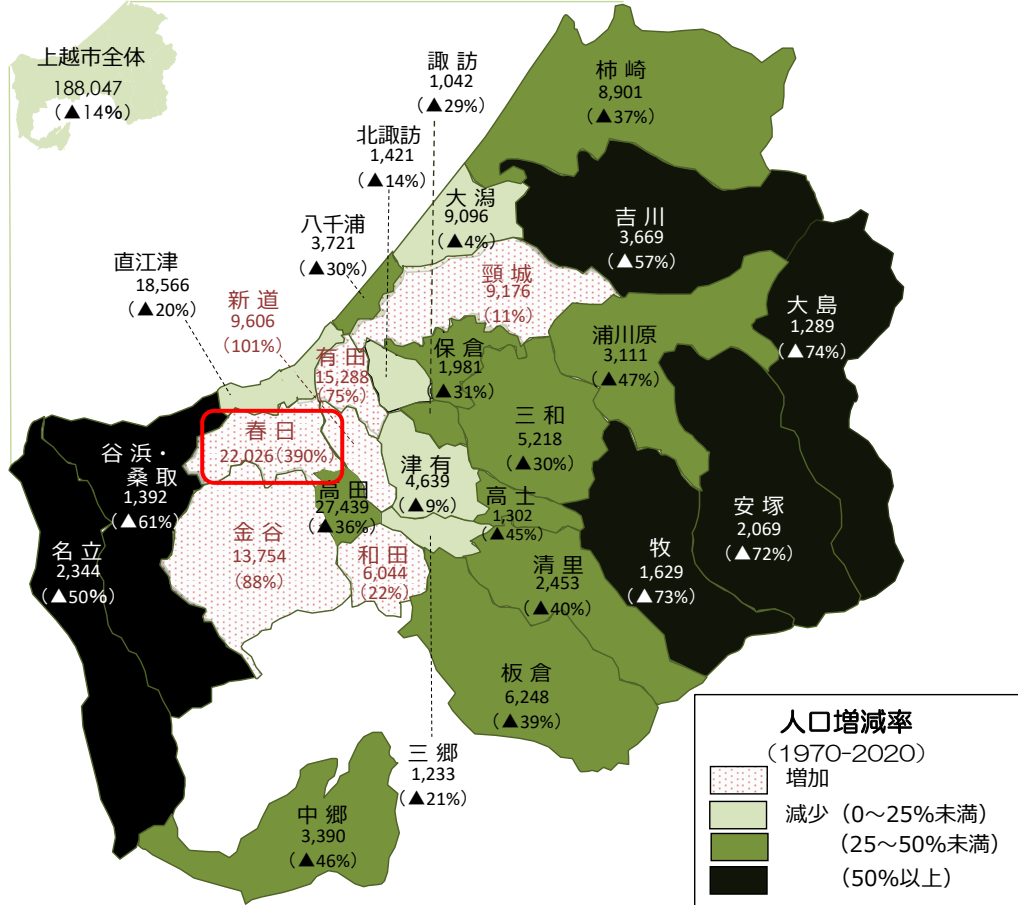 上越市全体
188,047
（▲14%）
諏訪
1,042
（▲29%）
柿崎
8,901
（▲37%）
北諏訪
1,421
（▲14%）
大潟
9,096
（▲4%）
吉川
3,669
（▲57%）
八千浦
3,721
（▲30%）
直江津
18,566
（▲20%）
新道
9,606
（101%）
頸城
9,176
（11%）
大島
1,289
（▲74%）
有田
15,288
（75%）
保倉
1,981
（▲31%）
浦川原
3,111
（▲47%）
春日
22,026（390%）
三和
5,218
（▲30%）
谷浜・
桑取
1,392
（▲61%）
津有
4,639
（▲9%）
高田
27,439
（▲36%）
高士
1,302
（▲45%）
安塚
2,069
（▲72%）
名立
2,344
（▲50%）
金谷
13,754
（88%）
和田
6,044
（22%）
清里
2,453
（▲40%）
牧
1,629
（▲73%）
板倉
6,248
（▲39%）
三郷
1,233
（▲21%）
中郷
3,390
（▲46%）
人口増減率
（1970-2020）
増加
減少（0～25%未満）
（25～50%未満）
（50%以上）